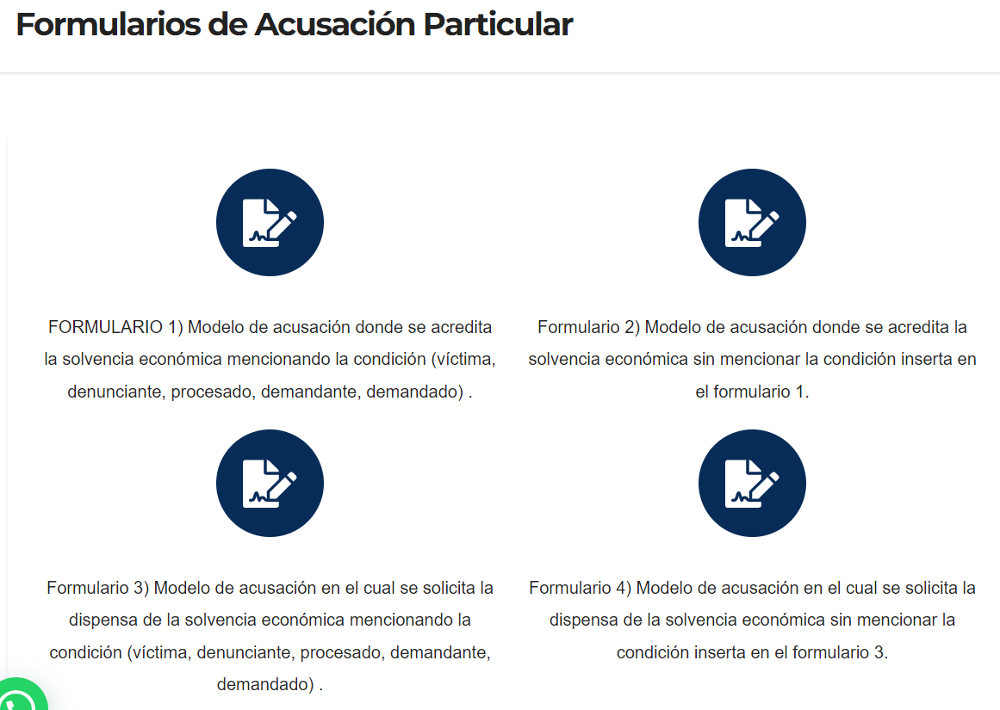 Formularios de Acusación Particular
FORMULARIO 1) Modelo de acusación donde se acredita
la solvencia económica mencionando la condición (víctima,
denunciante, procesado, demandante, demandado) .
Formulario 2) Modelo de acusación donde se acredita la
solvencia económica sin mencionar la condición inserta en
el formulario 1.
Formulario 3) Modelo de acusación en el cual se solicita la
dispensa de la solvencia económica mencionando la
condición (víctima, denunciante, procesado, demandante,
demandado) .
Formulario 4) Modelo de acusación en el cual se solicita la
dispensa de la solvencia económica sin mencionar la
condición inserta en el formulario 3.